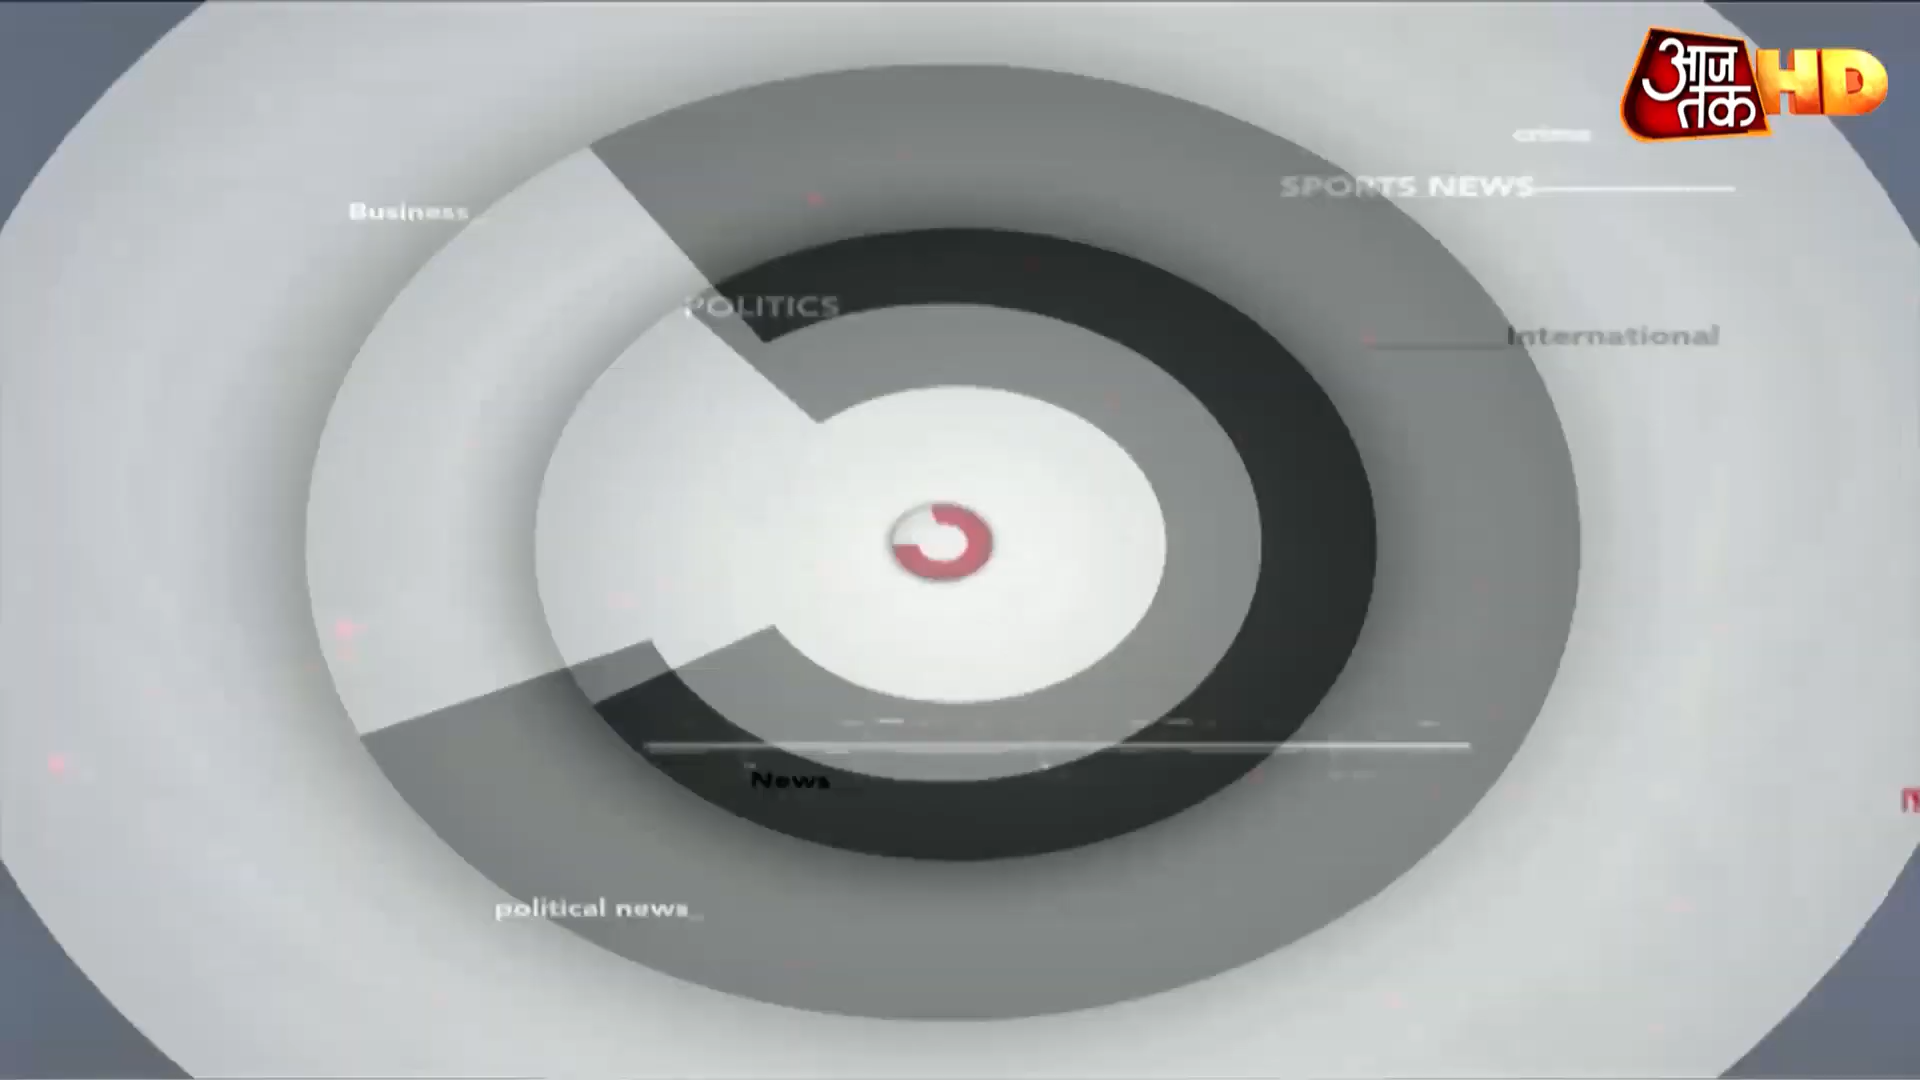 आज
तक HD
crime
SPORTS NEWS
Business
POLITICS
International
News
political news